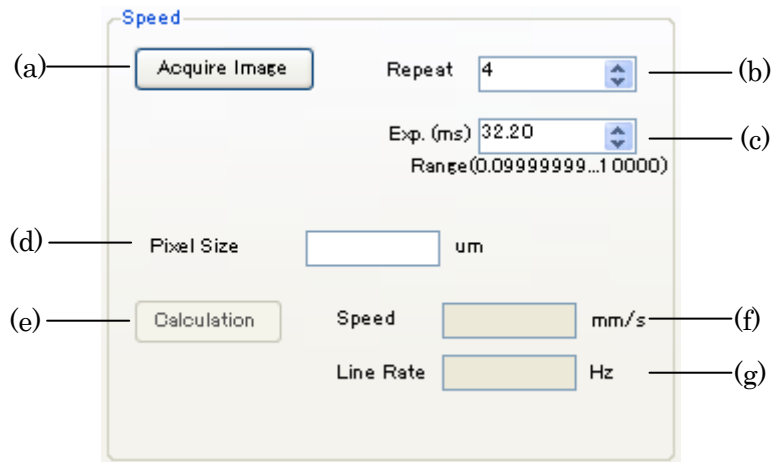 Speed
(a) Acquire Image Repeat 4 (b)
Exp. (ms) 32.20 (c)
Range(0.09999999...10000)
(d) Pixel Size um
(e) Calculation Speed mm/s (f)
Line Rate Hz (g)